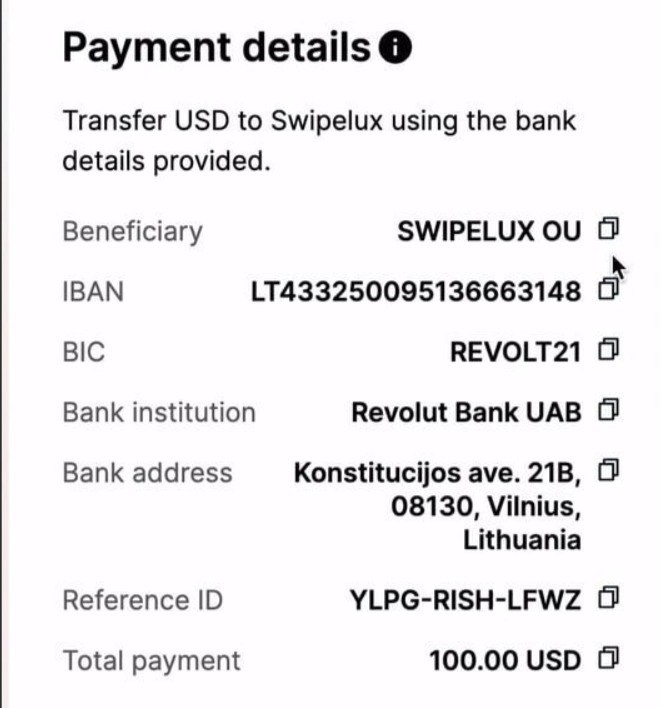 Payment details
Transfer USD to Swipelux using the bank
details provided.
Beneficiary SWIPELUX OU
IBAN LT433250095136663148
BIC REVOLT21
Bank institution Revolut Bank UAB
Bank address Konstitucijos ave. 21B,
08130, Vilnius,
Lithuania
Reference ID YLPG-RISH-LFWZ
Total payment 100.00 USD